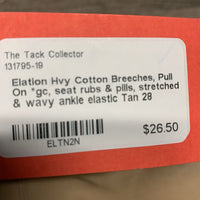 The Tack Collector
131795-19
Elation Hvy Cotton Breeches, Pull
On *gc, seat rubs & pills, stretched
& wavy ankle elastic Tan 28
$26.50
ELTN2N